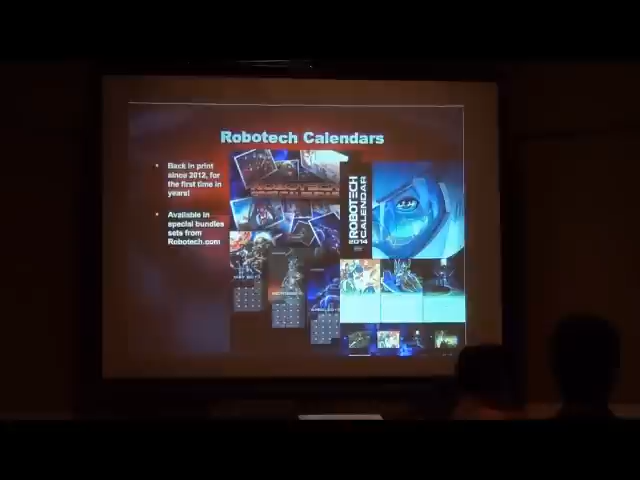 Robotech Calendars
• Back in print
since 2012, for
the first time in
years!
• Available in
special bundles
sets from
Robotech.com
ROBOTECH
ROBOTECH
CALENDAR
2014